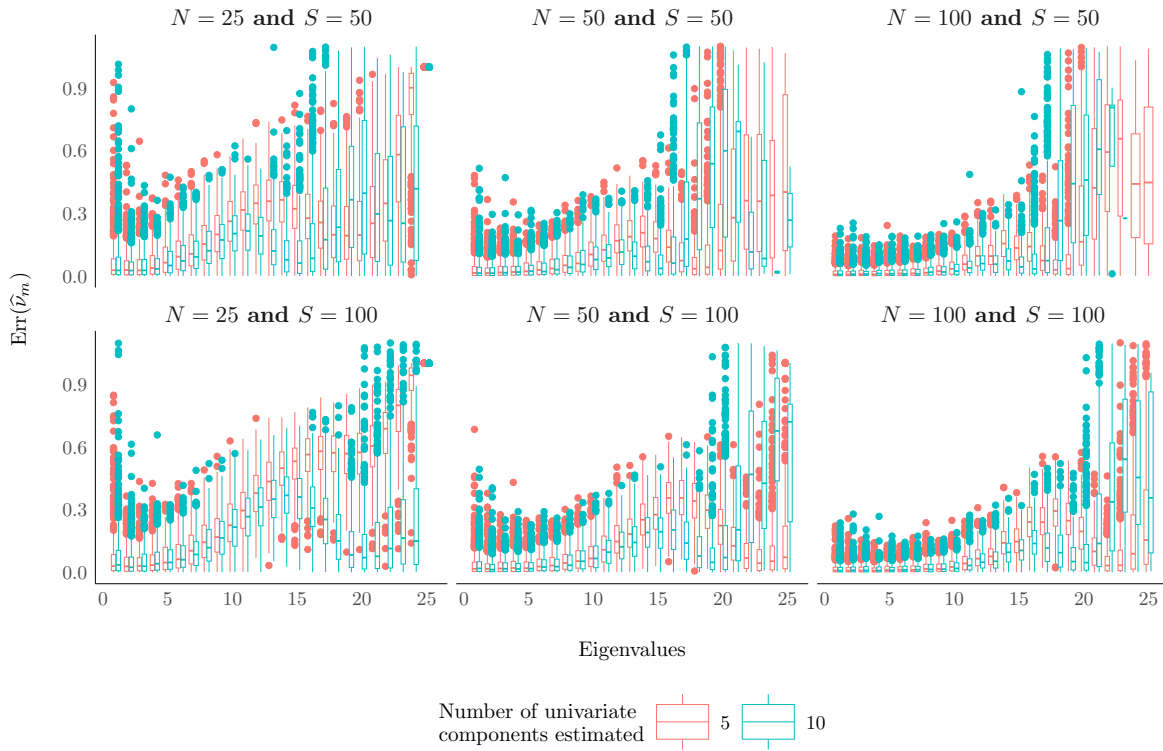 N = 25 and S = 50
N = 50 and S = 50
N = 100 and S = 50
0.9
0.6
0.3
0.0
N = 25 and S = 100
N = 50 and S = 100
N = 100 and S = 100
0.9
0.6
0.3
0.0
0 5 10 15 20 25
0 5 10 15 20 25
0 5 10 15 20 25
Err(ν̂ₘ)
Eigenvalues
Number of univariate
components estimated
5
10